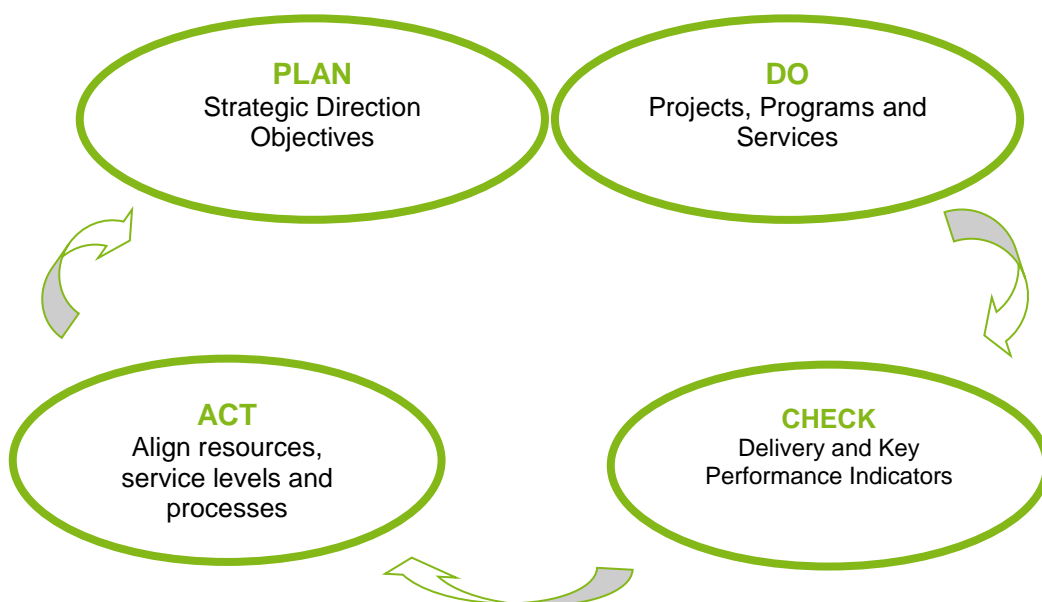 PLAN
Strategic Direction
Objectives
DO
Projects, Programs and
Services
CHECK
Delivery and Key
Performance Indicators
ACT
Align resources,
service levels and
processes